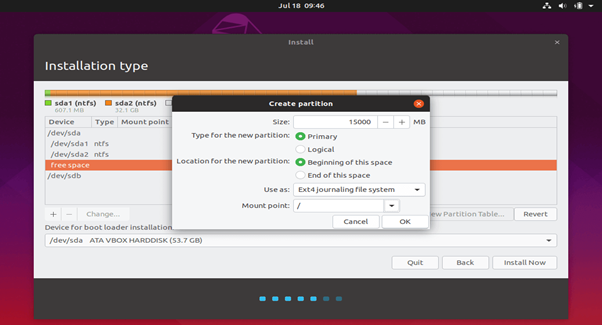 Jul 18 09:46
Install
Installation type
sda1 (ntfs) sda2 (ntfs)
607.1 MB 32.1 GB
Create partition
Size: 15000 MB
Type for the new partition: Primary
Logical
Location for the new partition: Beginning of this space
End of this space
Use as: Ext4 journaling file system
Mount point: /
Cancel OK
Device Type Mount point
/dev/sda
/dev/sda1 ntfs
/dev/sda2 ntfs
free space
/dev/sdb
+ − Change... ew Partition Table... Revert
Device for boot loader installation
/dev/sda ATA VBOX HARDDISK (53.7 GB)
Quit Back Install Now